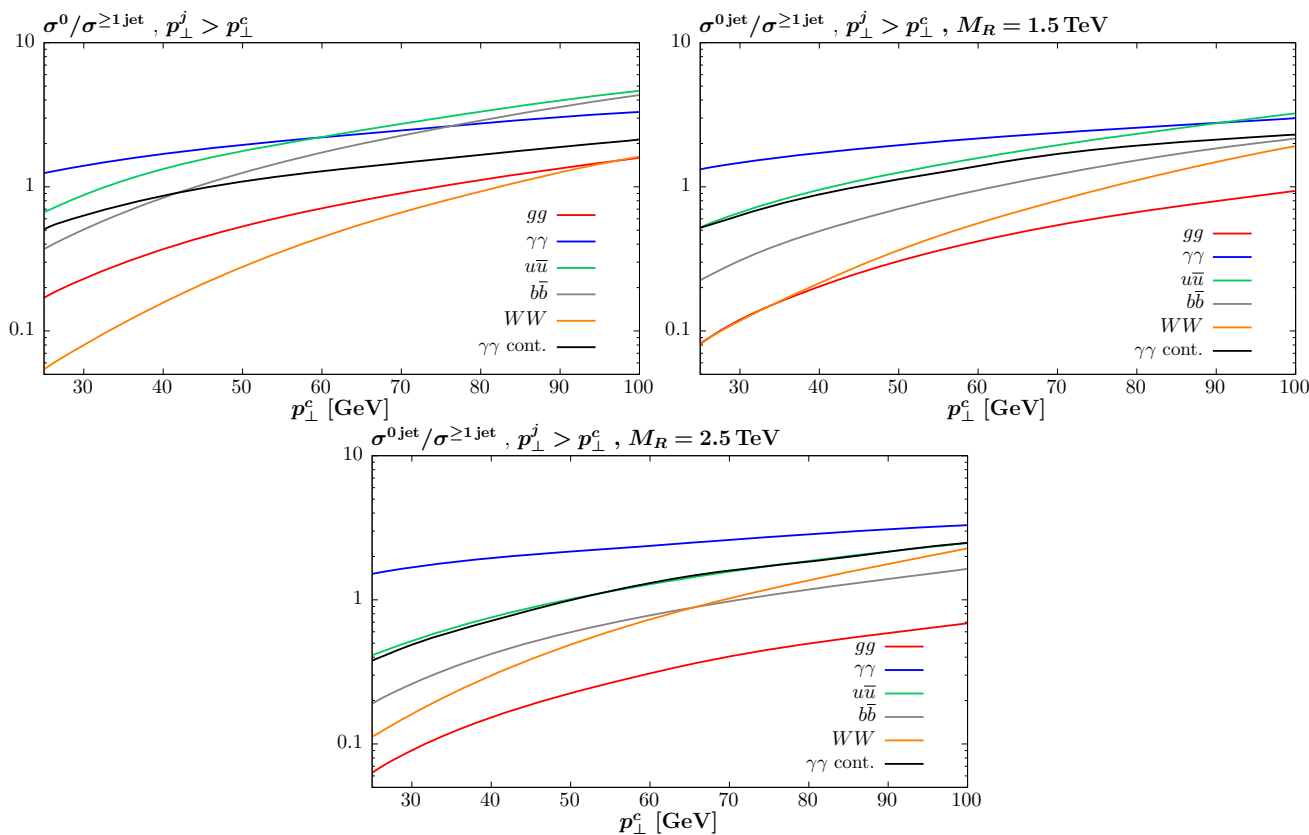 σ⁰/σ^{≥1 jet} , p_⊥^j > p_⊥^c
10
1
0.1
30 40 50 60 70 80 90 100
p_⊥^c [GeV]
gg
γγ
uū
bb̄
WW
γγ cont.
σ^{0 jet}/σ^{≥1 jet} , p_⊥^j > p_⊥^c , M_R = 1.5 TeV
10
1
0.1
30 40 50 60 70 80 90 100
p_⊥^c [GeV]
gg
γγ
uū
bb̄
WW
γγ cont.
σ^{0 jet}/σ^{≥1 jet} , p_⊥^j > p_⊥^c , M_R = 2.5 TeV
10
1
0.1
30 40 50 60 70 80 90 100
p_⊥^c [GeV]
gg
γγ
uū
bb̄
WW
γγ cont.